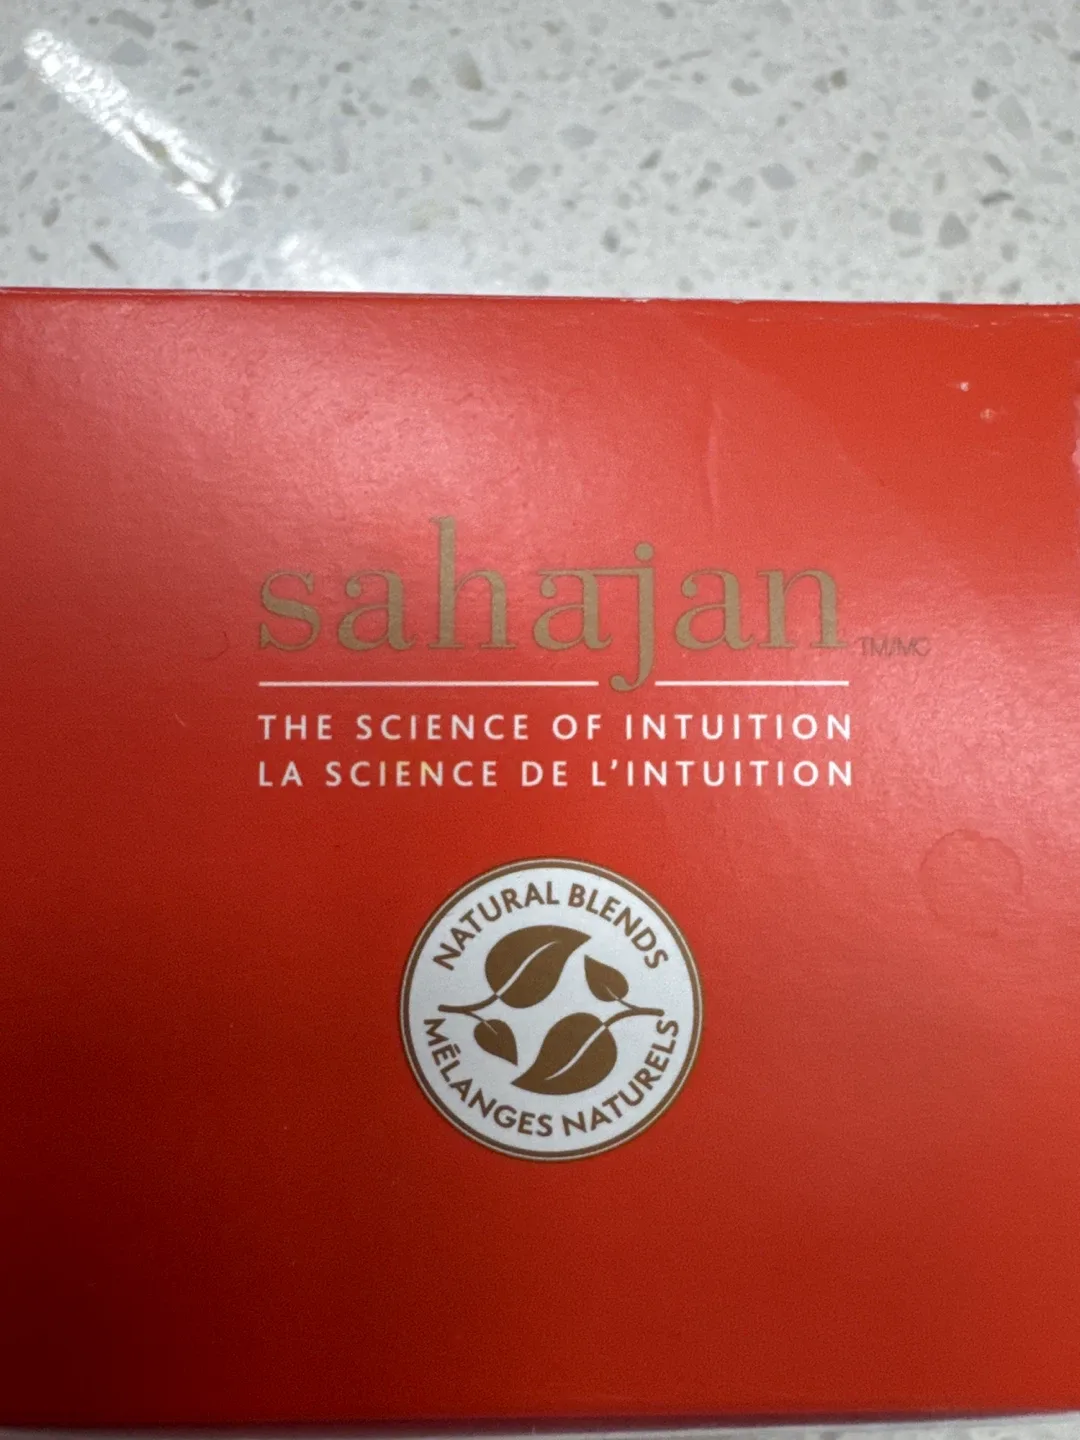 sahajan TM/MC
THE SCIENCE OF INTUITION
LA SCIENCE DE L'INTUITION
NATURAL BLENDS
MÉLANGES NATURELS